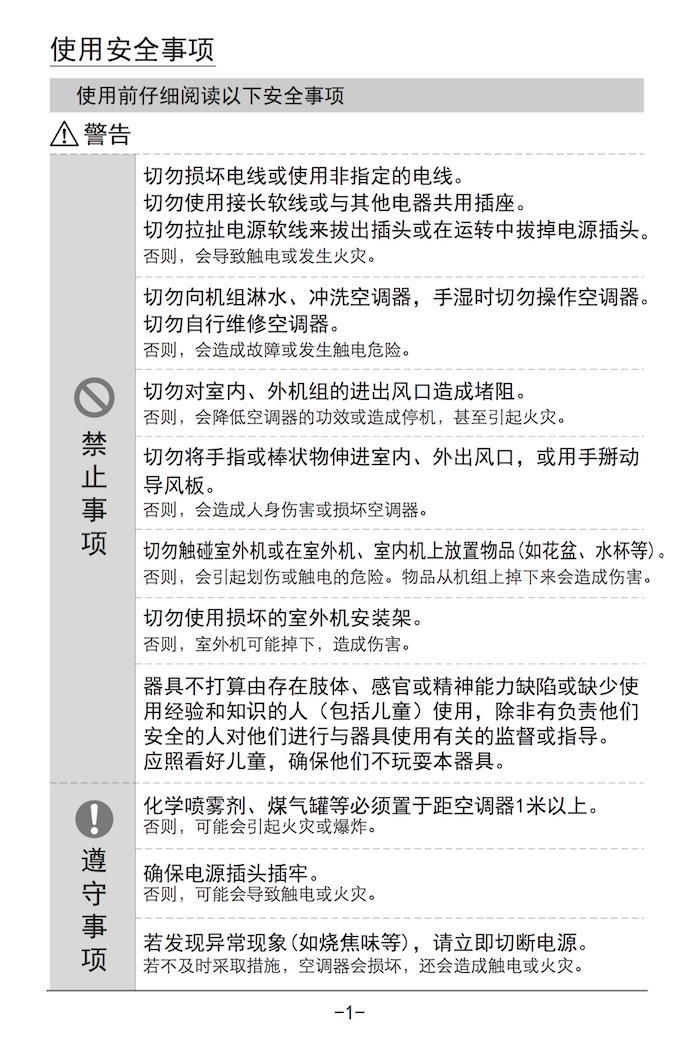 使用安全事项
使用前仔细阅读以下安全事项
警告
切勿损坏电线或使用非指定的电线。
切勿使用接长软线或与其他电器共用插座。
切勿拉扯电源软线来拔出插头或在运转中拔掉电源插头。
否则，会导致触电或发生火灾。
切勿向机组淋水、冲洗空调器，手湿时切勿操作空调器。
切勿自行维修空调器。
否则，会造成故障或发生触电危险。
切勿对室内、外机组的进出风口造成堵阻。
否则，会降低空调器的功效或造成停机，甚至引起火灾。
禁止事项
切勿将手指或棒状物伸进室内、外出风口，或用手掰动
导风板。
否则，会造成人身伤害或损坏空调器。
切勿触碰室外机或在室外机、室内机上放置物品(如花盆、水杯等)。
否则，会引起划伤或触电的危险。物品从机组上掉下来会造成伤害。
切勿使用损坏的室外机安装架。
否则，室外机可能掉下，造成伤害。
器具不打算由存在肢体、感官或精神能力缺陷或缺少使
用经验和知识的人（包括儿童）使用，除非有负责他们
安全的人对他们进行与器具使用有关的监督或指导。
应照看好儿童，确保他们不玩耍本器具。
遵守事项
化学喷雾剂、煤气罐等必须置于距空调器1米以上。
否则，可能会引起火灾或爆炸。
确保电源插头插牢。
否则，可能会导致触电或火灾。
若发现异常现象(如烧焦味等)，请立即切断电源。
若不及时采取措施，空调器会损坏，还会造成触电或火灾。
-1-